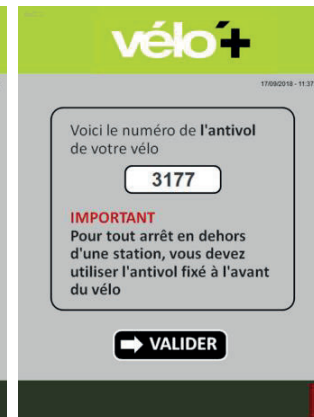 vélo'+
17/09/2018 - 11:37
Voici le numéro de l'antivol
de votre vélo
3177
IMPORTANT
Pour tout arrêt en dehors
d'une station, vous devez
utiliser l'antivol fixé à l'avant
du vélo
VALIDER